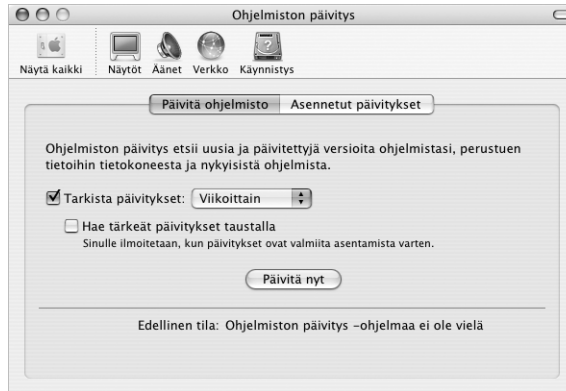 Ohjelmiston päivitys
Näytä kaikki Näytöt Äänet Verkko Käynnistys
Päivitä ohjelmisto Asennetut päivitykset
Ohjelmiston päivitys etsii uusia ja päivitettyjä versioita ohjelmistasi, perustuen
tietoihin tietokoneesta ja nykyisistä ohjelmista.
Tarkista päivitykset: Viikoittain
Hae tärkeät päivitykset taustalla
Sinulle ilmoitetaan, kun päivitykset ovat valmiita asentamista varten.
Päivitä nyt
Edellinen tila: Ohjelmiston päivitys -ohjelmaa ei ole vielä